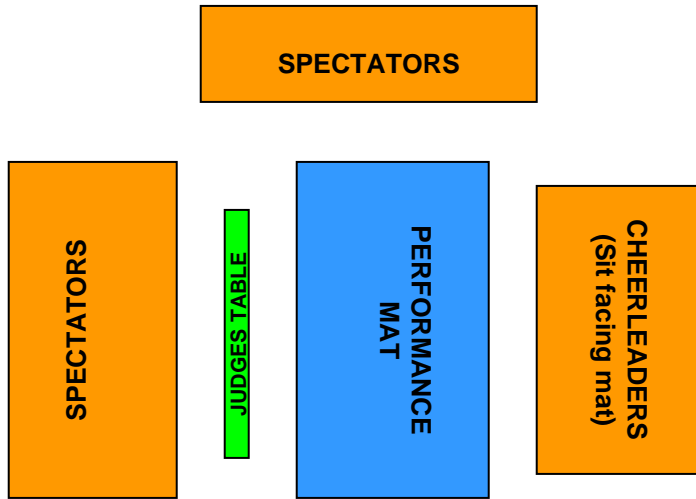 SPECTATORS
SPECTATORS
JUDGES TABLE
PERFORMANCE
MAT
CHEERLEADERS
(Sit facing mat)